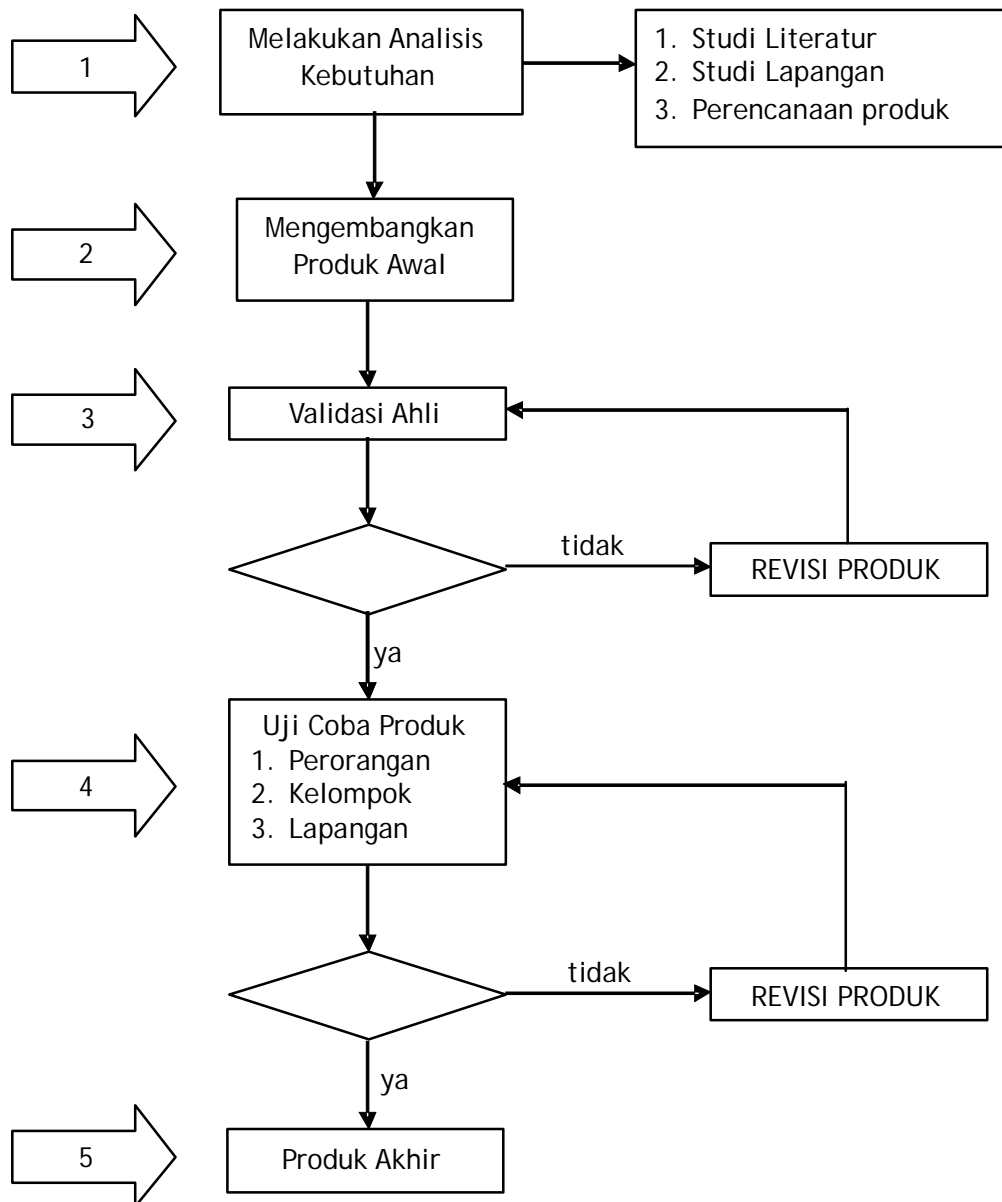 1
Melakukan Analisis
Kebutuhan
1. Studi Literatur
2. Studi Lapangan
3. Perencanaan produk
2
Mengembangkan
Produk Awal
3
Validasi Ahli
tidak
REVISI PRODUK
ya
4
Uji Coba Produk
1. Perorangan
2. Kelompok
3. Lapangan
tidak
REVISI PRODUK
ya
5
Produk Akhir